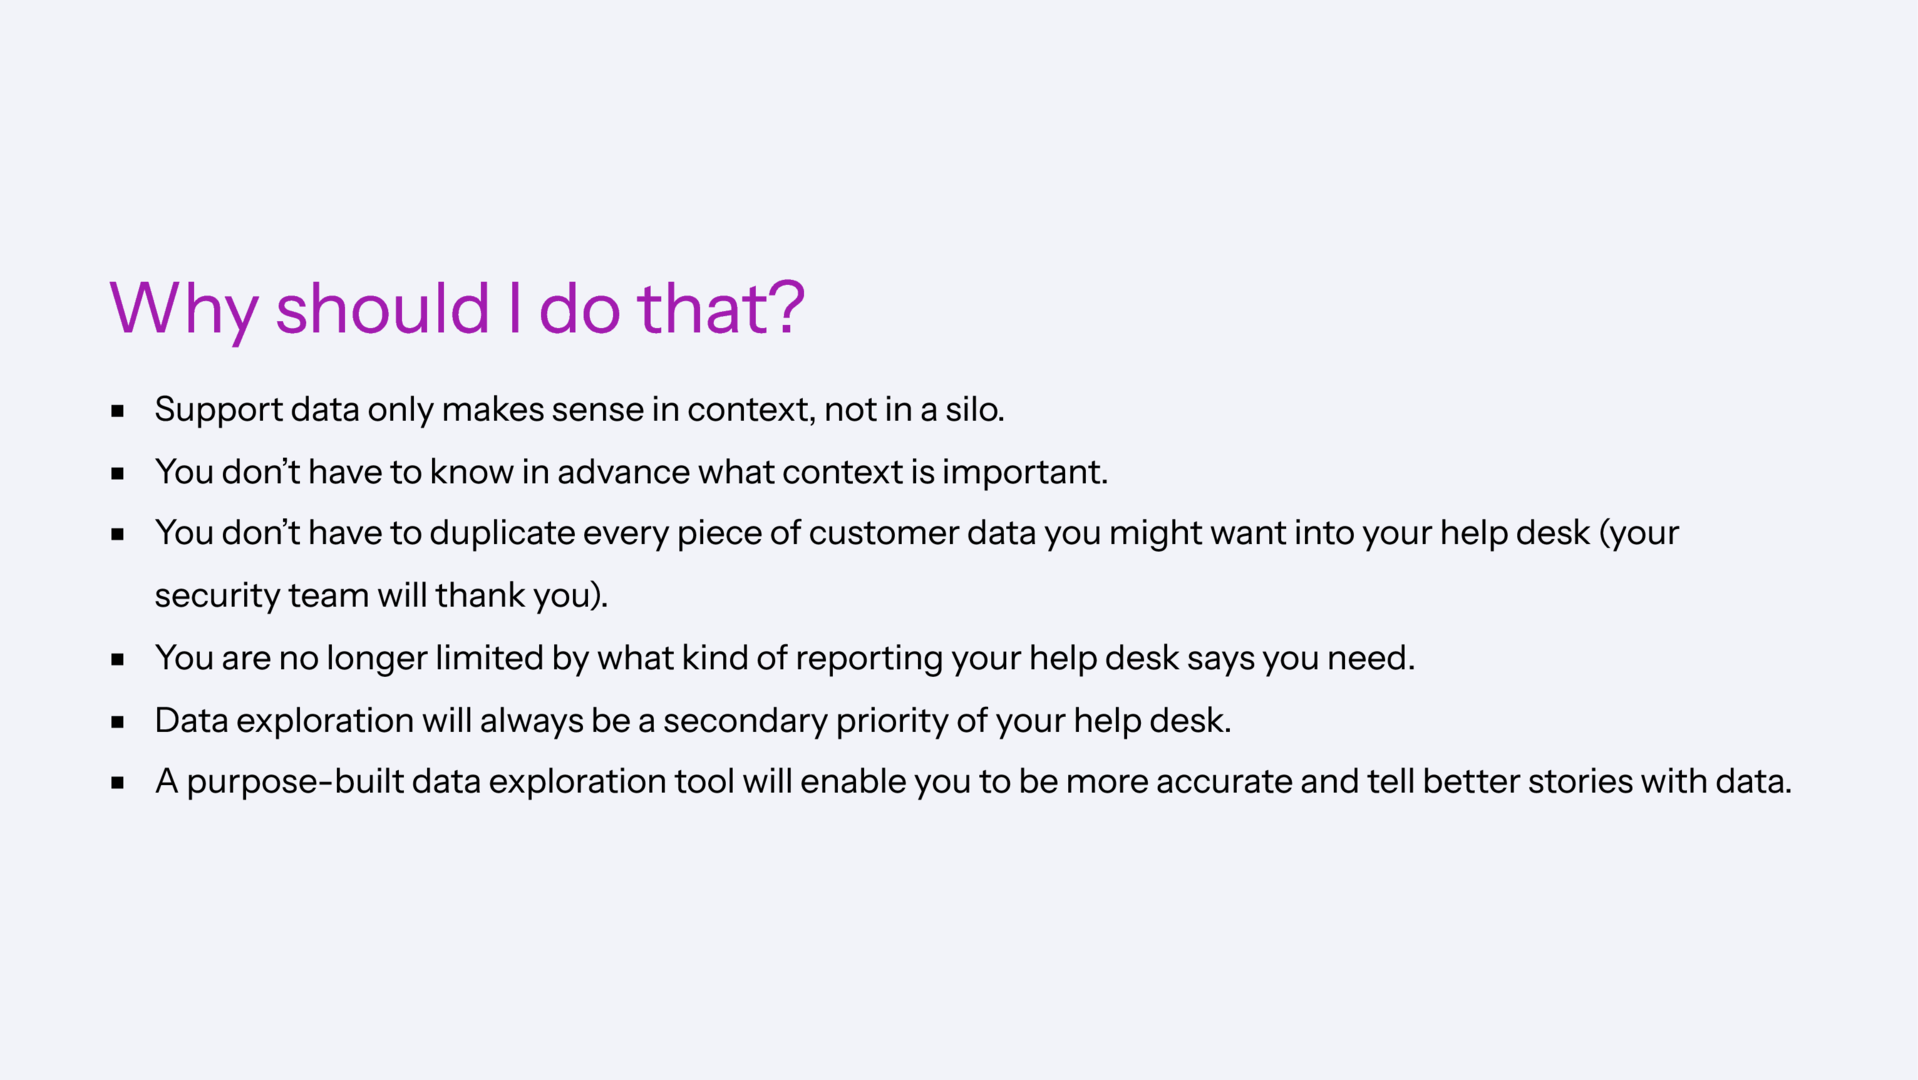 Why should I do that?
▪ Support data only makes sense in context, not in a silo.
▪ You don’t have to know in advance what context is important.
▪ You don’t have to duplicate every piece of customer data you might want into your help desk (your
security team will thank you).
▪ You are no longer limited by what kind of reporting your help desk says you need.
▪ Data exploration will always be a secondary priority of your help desk.
▪ A purpose-built data exploration tool will enable you to be more accurate and tell better stories with data.